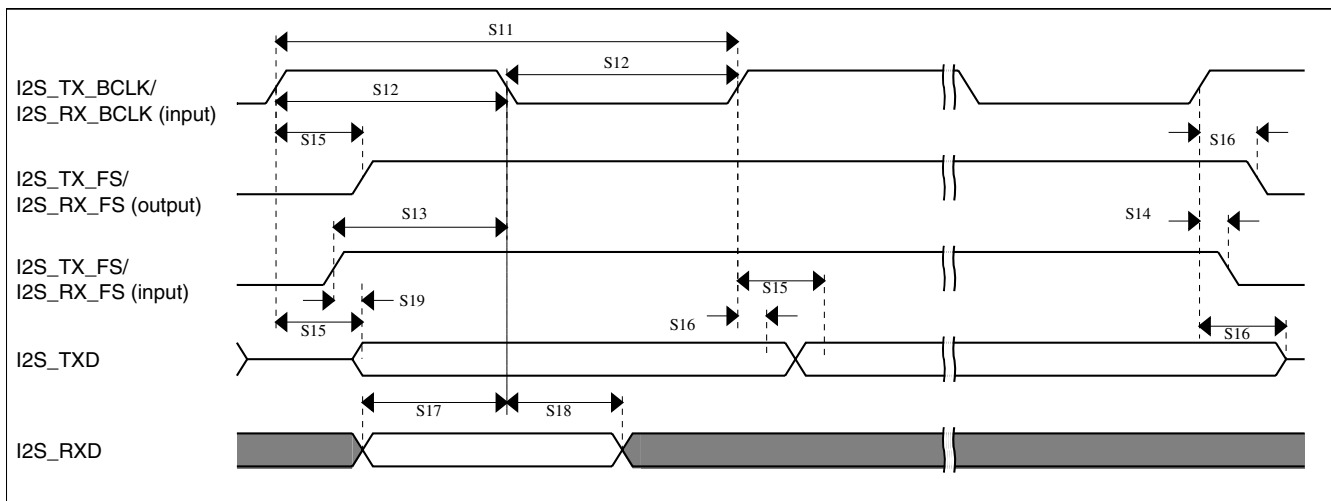 S11
S12
I2S_TX_BCLK/
I2S_RX_BCLK (input)
S12
S15
S16
I2S_TX_FS/
I2S_RX_FS (output)
S13
S14
I2S_TX_FS/
I2S_RX_FS (input)
S19
S15
S15
S16
S16
I2S_TXD
S17
S18
I2S_RXD